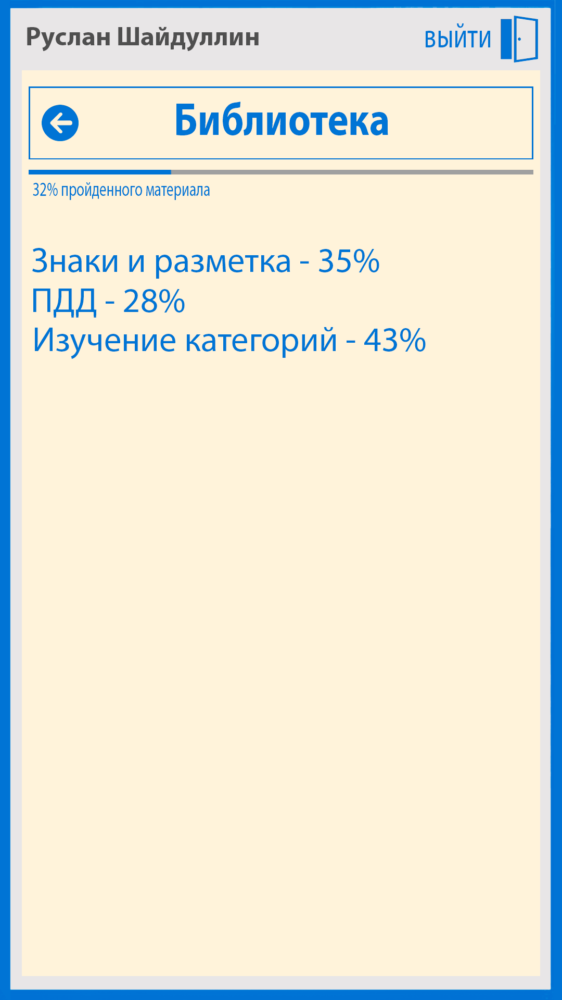 Руслан Шайдуллин
ВЫЙТИ
Библиотека
32% пройденного материала
Знаки и разметка - 35%
ПДД - 28%
Изучение категорий - 43%